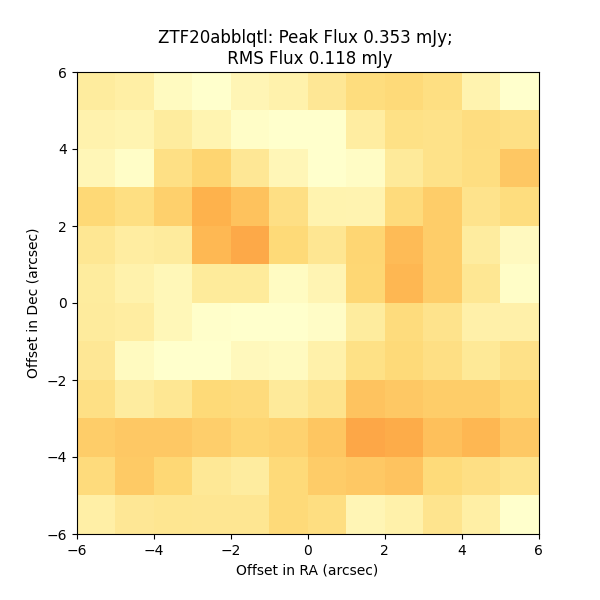 ZTF20abblqtl: Peak Flux 0.353 mJy;
RMS Flux 0.118 mJy
6
4
2
0
−2
−4
−6
Offset in Dec (arcsec)
−6 −4 −2 0 2 4 6
Offset in RA (arcsec)